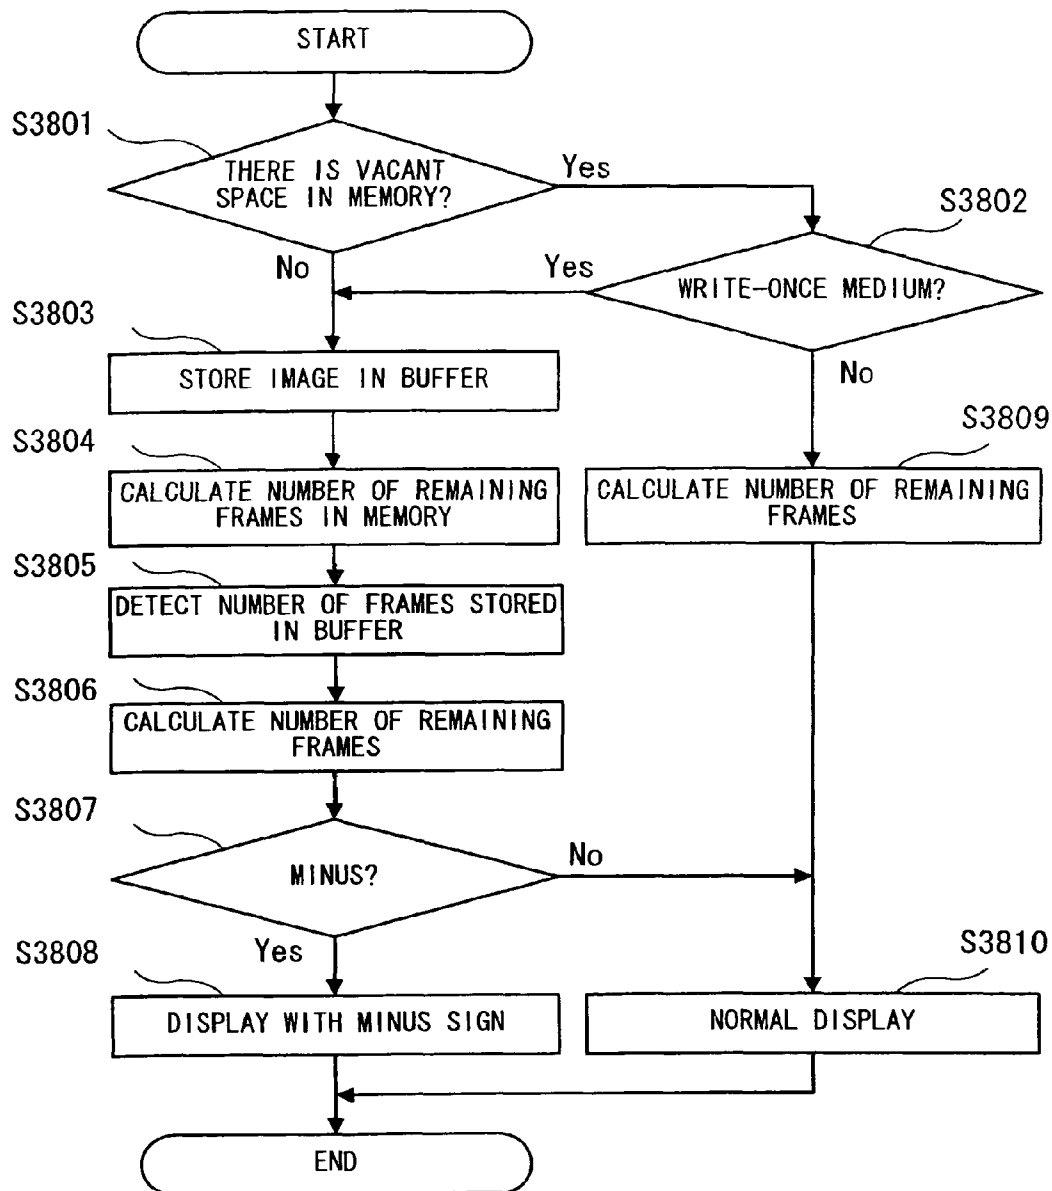 START
S3801
THERE IS VACANT
SPACE IN MEMORY?
Yes
S3802
No
Yes
WRITE-ONCE MEDIUM?
S3803
STORE IMAGE IN BUFFER
No
S3804
S3809
CALCULATE NUMBER OF REMAINING
FRAMES IN MEMORY
CALCULATE NUMBER OF REMAINING
FRAMES
S3805
DETECT NUMBER OF FRAMES STORED
IN BUFFER
S3806
CALCULATE NUMBER OF REMAINING
FRAMES
S3807
MINUS?
No
Yes
S3808
S3810
DISPLAY WITH MINUS SIGN
NORMAL DISPLAY
END